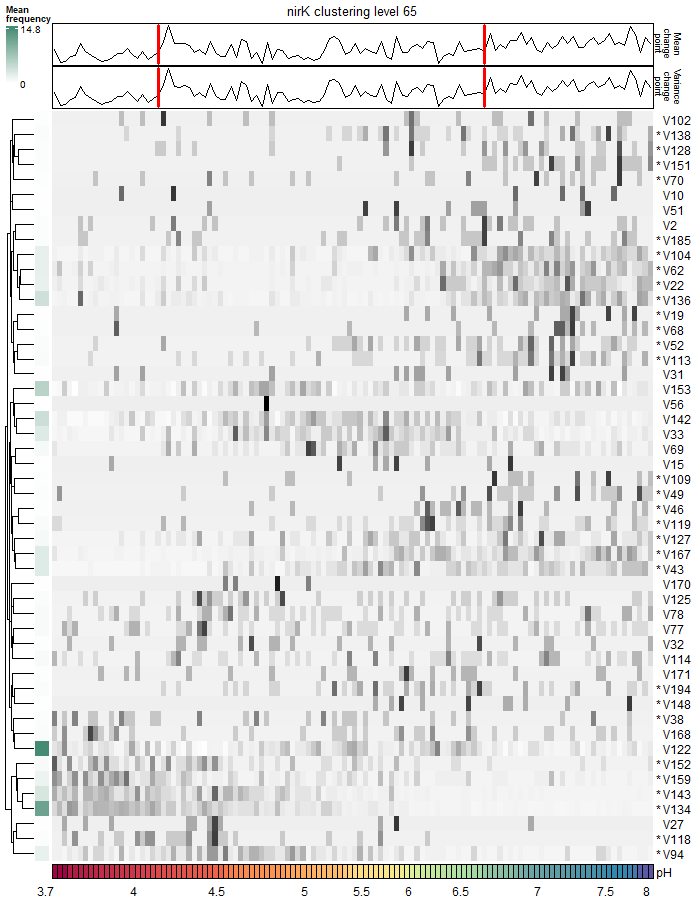 nirK clustering level 65
Mean
frequency
14.8
0
Mean
change
point
Variance
change
point
V102
* V138
* V128
* V151
* V70
V10
V51
V2
* V185
* V104
* V62
* V22
* V136
* V19
* V68
* V52
* V113
V31
V153
V56
V142
V33
V69
V15
* V109
* V49
* V46
* V119
* V127
* V167
* V43
V170
V125
V78
V77
V32
V114
V171
* V194
* V148
* V38
V168
V122
* V152
* V159
* V143
* V134
V27
* V118
* V94
pH
3.7 4 4.5 5 5.5 6 6.5 7 7.5 8